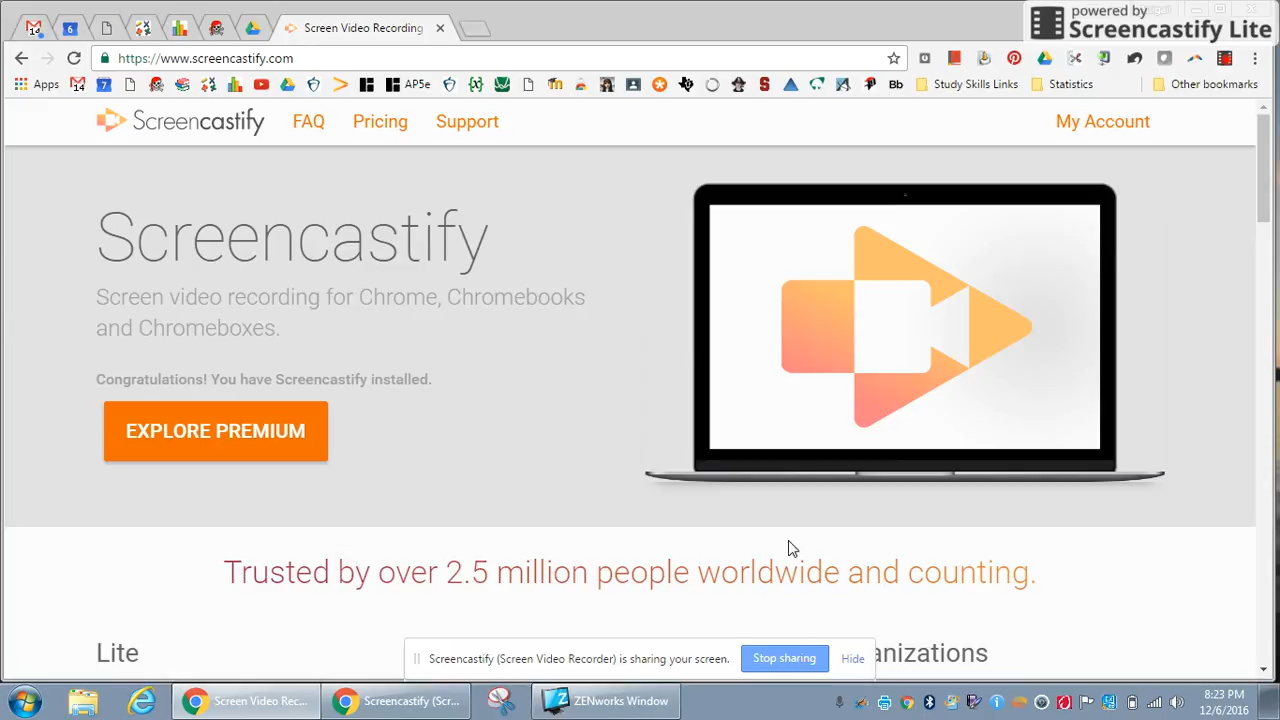 powered by
Screencastify Lite
Screen Video Recording
https://www.screencastify.com
Apps
AP5e
Bb
Study Skills Links
Statistics
Other bookmarks
Screencastify
FAQ
Pricing
Support
My Account
Screencastify
Screen video recording for Chrome, Chromebooks
and Chromeboxes.
Congratulations! You have Screencastify installed.
EXPLORE PREMIUM
Trusted by over 2.5 million people worldwide and counting.
Lite
anizations
Screencastify (Screen Video Recorder) is sharing your screen.
Stop sharing
Hide
Screen Video Rec...
Screencastify (Scr...
ZENworks Window
8:23 PM
12/6/2016